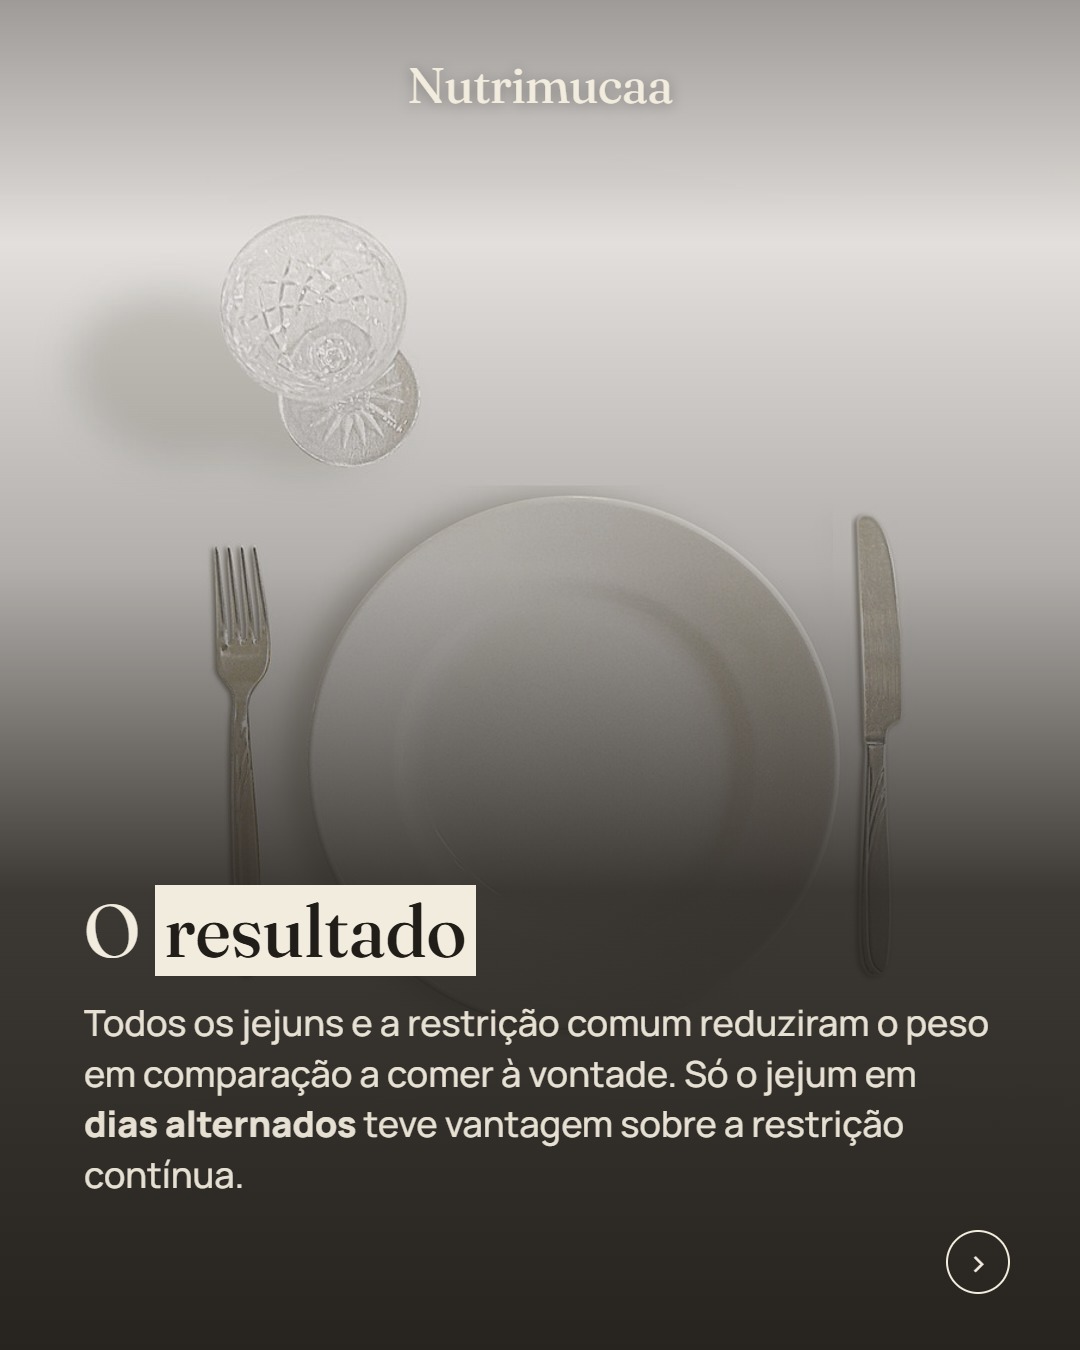 Nutrimucaa
O resultado
Todos os jejuns e a restrição comum reduziram o peso
em comparação a comer à vontade. Só o jejum em
dias alternados teve vantagem sobre a restrição
contínua.